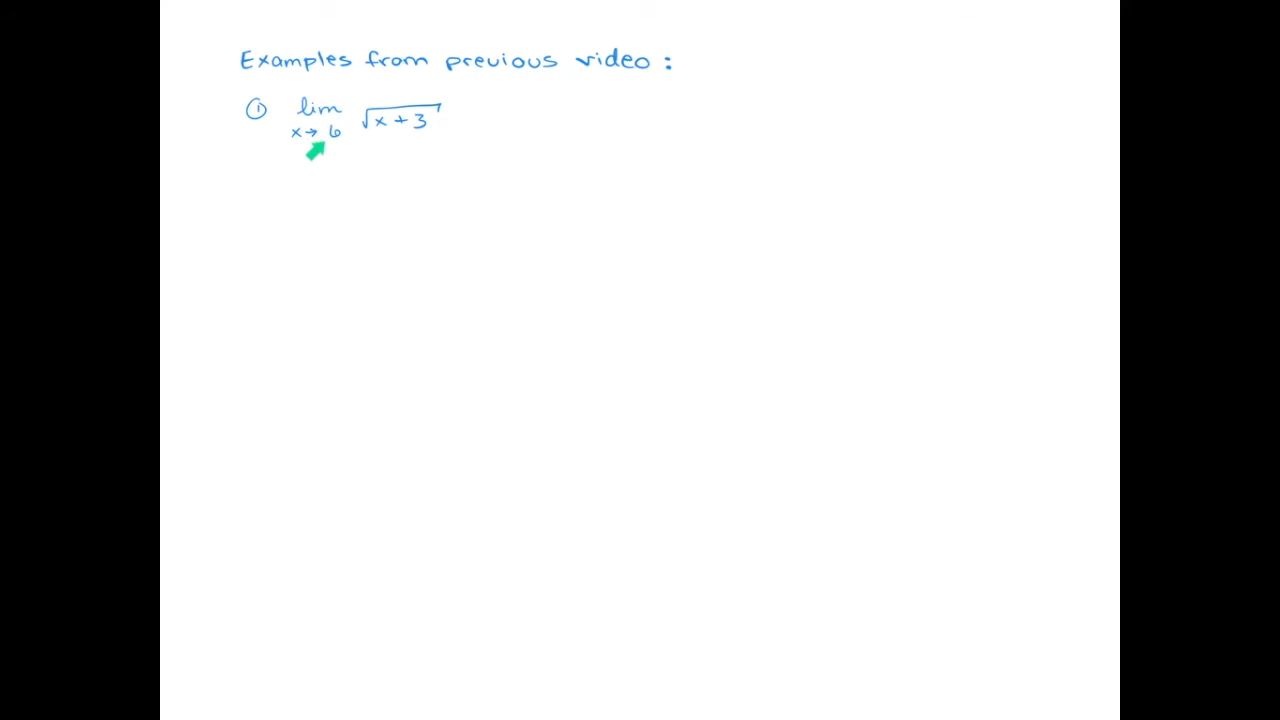 Examples from previous video :
① lim x→6 √(x+3)